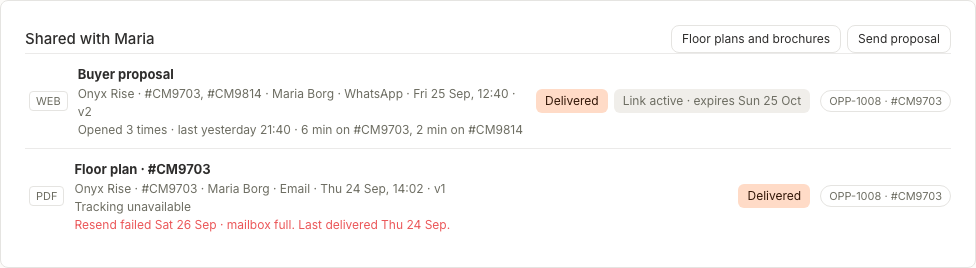 Shared with Maria
Floor plans and brochures
Send proposal
WEB
Buyer proposal
Onyx Rise · #CM9703, #CM9814 · Maria Borg · WhatsApp · Fri 25 Sep, 12:40 ·
v2
Opened 3 times · last yesterday 21:40 · 6 min on #CM9703, 2 min on #CM9814
Delivered
Link active · expires Sun 25 Oct
OPP-1008 · #CM9703
PDF
Floor plan · #CM9703
Onyx Rise · #CM9703 · Maria Borg · Email · Thu 24 Sep, 14:02 · v1
Tracking unavailable
Resend failed Sat 26 Sep · mailbox full. Last delivered Thu 24 Sep.
Delivered
OPP-1008 · #CM9703